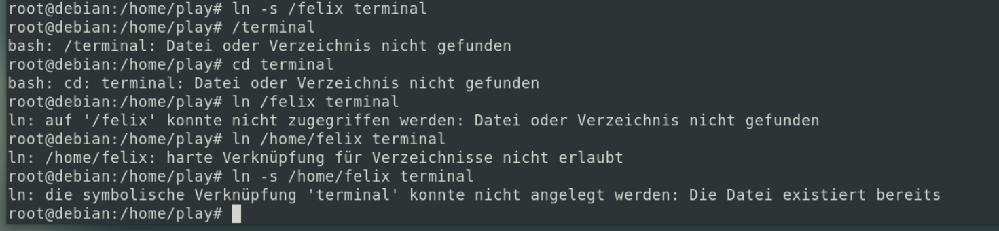 root@debian:/home/play# ln -s /felix terminal
root@debian:/home/play# /terminal
bash: /terminal: Datei oder Verzeichnis nicht gefunden
root@debian:/home/play# cd terminal
bash: cd: terminal: Datei oder Verzeichnis nicht gefunden
root@debian:/home/play# ln /felix terminal
ln: auf '/felix' konnte nicht zugegriffen werden: Datei oder Verzeichnis nicht gefunden
root@debian:/home/play# ln /home/felix terminal
ln: /home/felix: harte Verknüpfung für Verzeichnisse nicht erlaubt
root@debian:/home/play# ln -s /home/felix terminal
ln: die symbolische Verknüpfung 'terminal' konnte nicht angelegt werden: Die Datei existiert bereits
root@debian:/home/play#